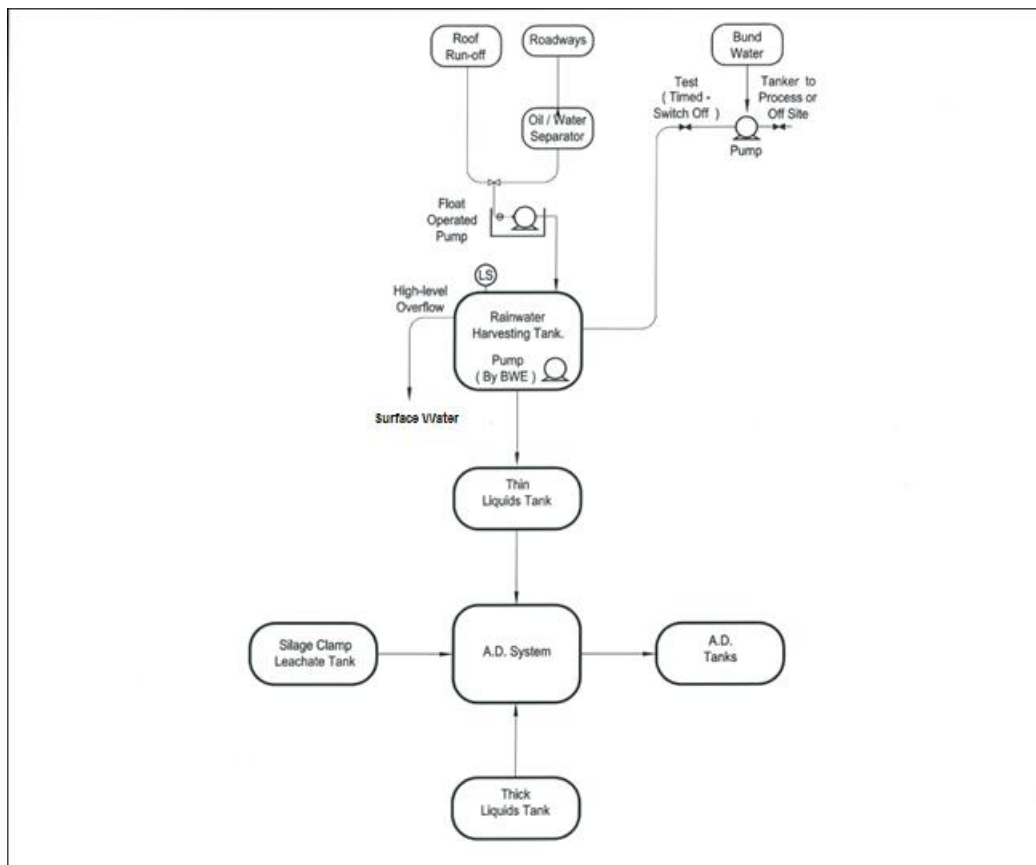 Roof
Run-off
Roadways
Bund
Water
Test
( Timed -
Switch Off )
Tanker to
Process or
Off Site
Oil / Water
Separator
Pump
Float
Operated
Pump
LS
High-level
Overflow
Rainwater
Harvesting Tank.
Pump
( By BWE )
Surface Water
Thin
Liquids Tank
Silage Clamp
Leachate Tank
A.D. System
A.D.
Tanks
Thick
Liquids Tank